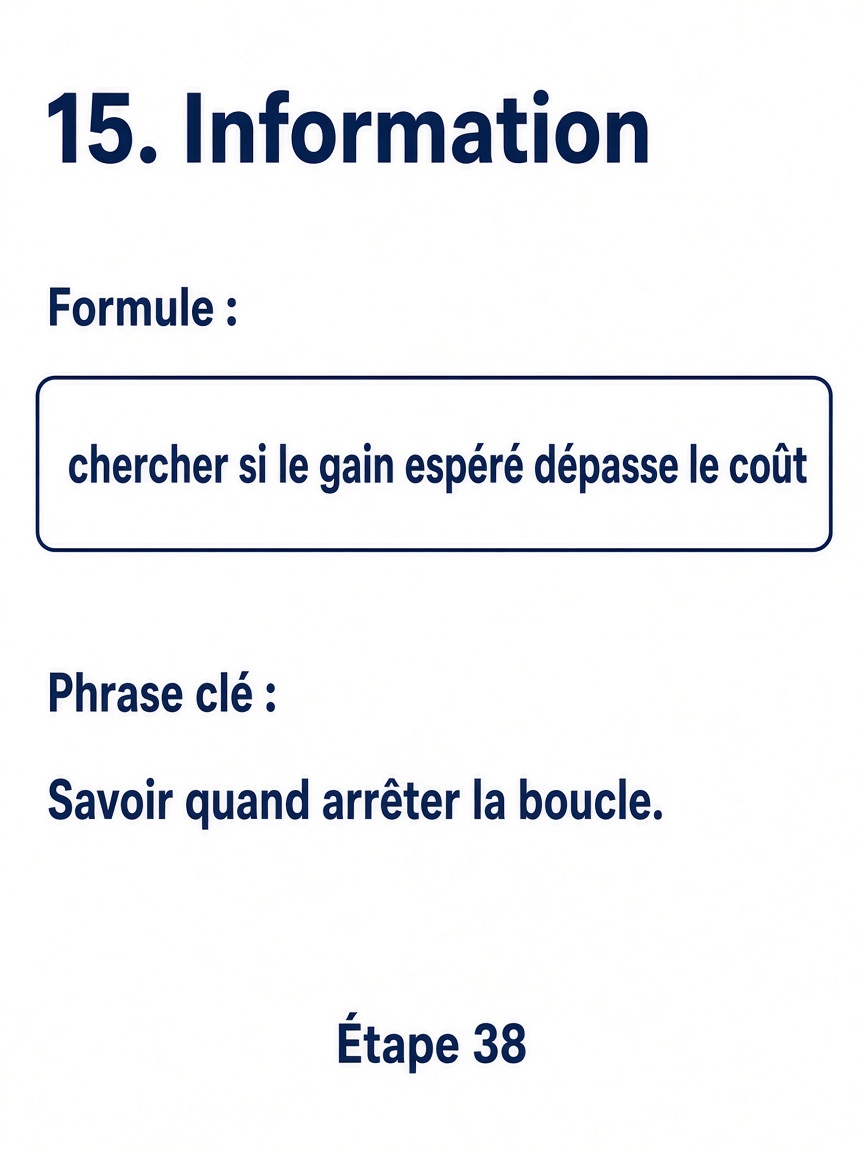 15. Information
Formule :
chercher si le gain espéré dépasse le coût
Phrase clé :
Savoir quand arrêter la boucle.
Étape 38